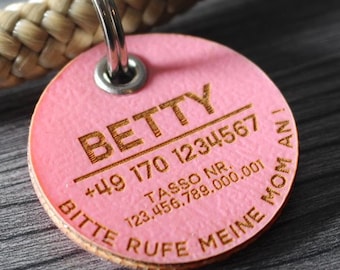 BETTY
+49 170 1234567
TASSO NR.
123.456.789.000.001
BITTE RUFE MEINE MOM AN!